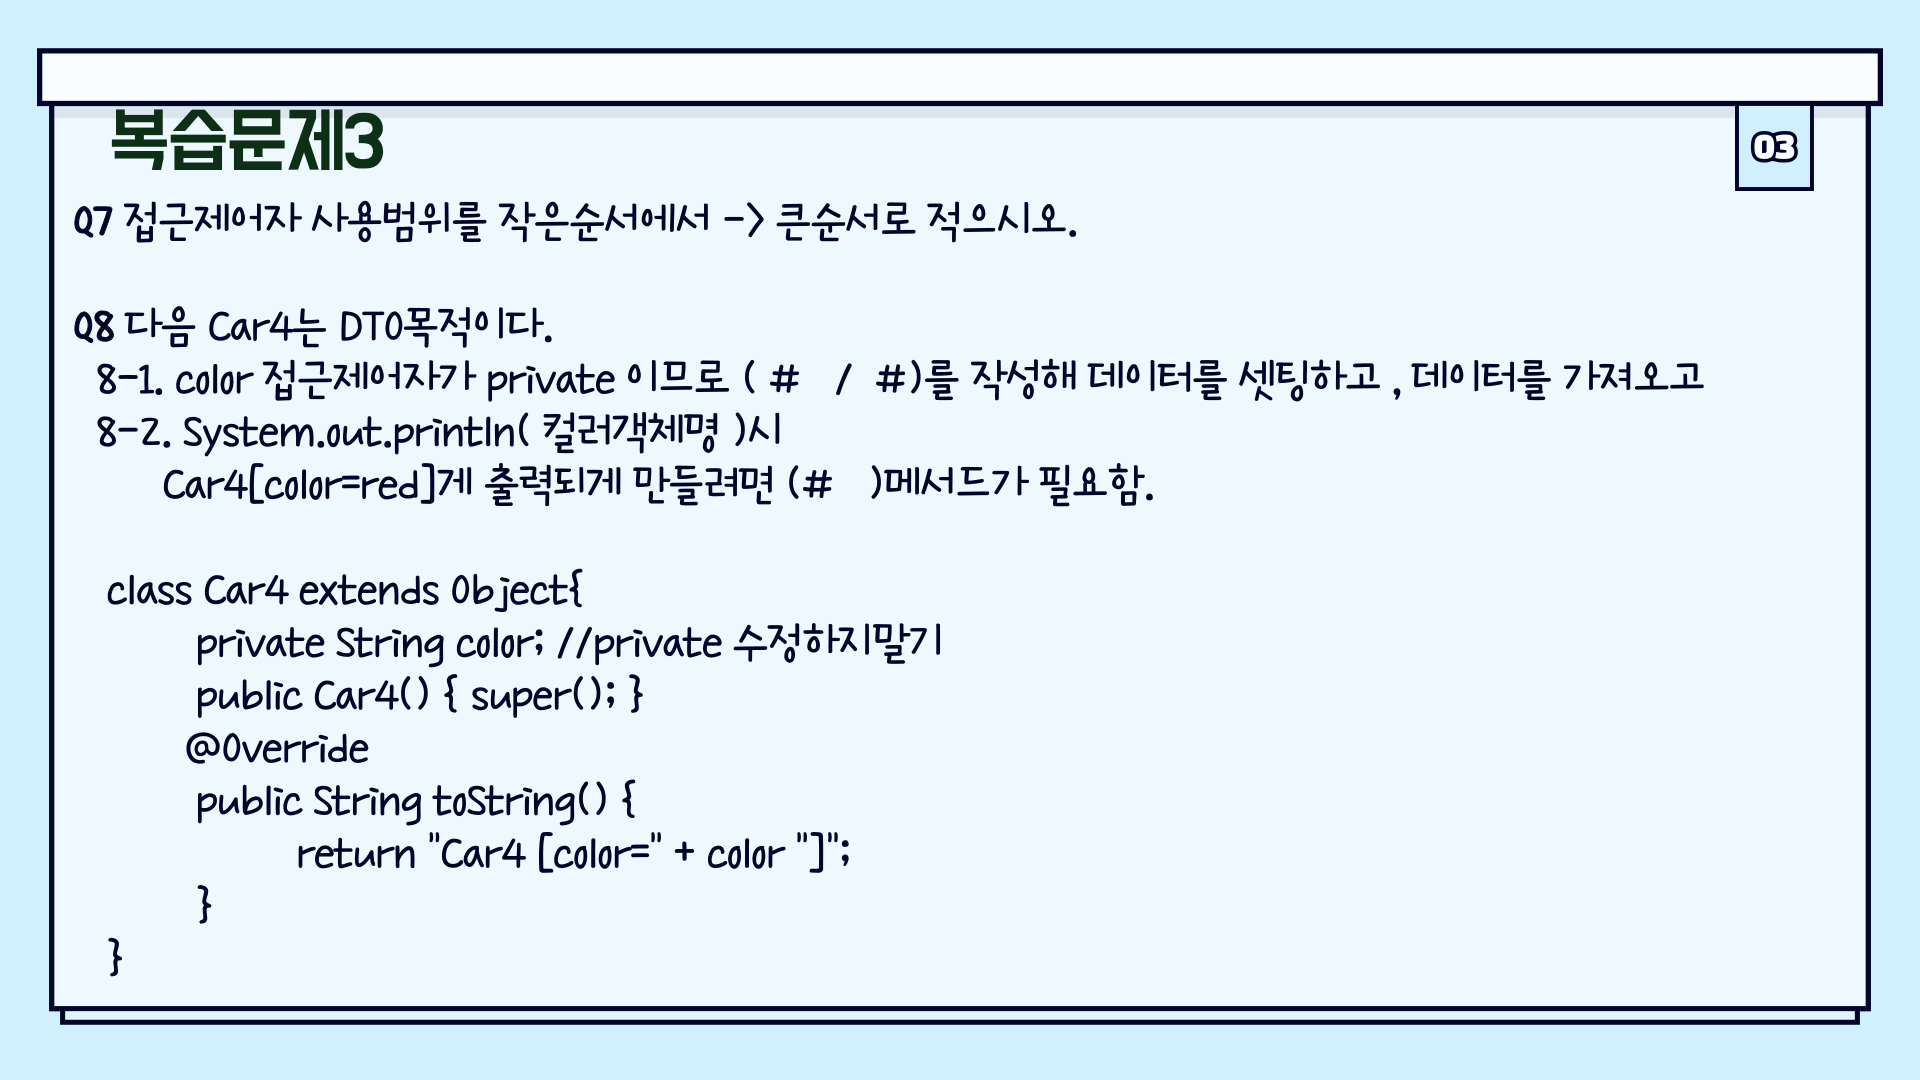 복습문제3
03
Q7 접근제어자 사용범위를 작은순서에서 -> 큰순서로 적으시오.
Q8 다음 Car4는 DTO목적이다.
8-1. color 접근제어자가 private 이므로 ( #   /  #)를 작성해 데이터를 셋팅하고 , 데이터를 가져오고
8-2. System.out.println( 컬러객체명 )시
Car4[color=red]게 출력되게 만들려면 (#   )메서드가 필요함.
class Car4 extends Object{
private String color; //private 수정하지말기
public Car4() { super(); }
@Override
public String toString() {
return "Car4 [color=" + color "]";
}
}